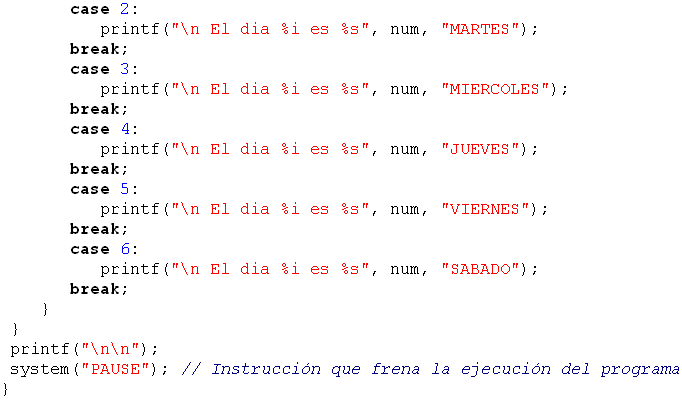 case 2:
printf("\n El dia %i es %s", num, "MARTES");
break;
case 3:
printf("\n El dia %i es %s", num, "MIERCOLES");
break;
case 4:
printf("\n El dia %i es %s", num, "JUEVES");
break;
case 5:
printf("\n El dia %i es %s", num, "VIERNES");
break;
case 6:
printf("\n El dia %i es %s", num, "SABADO");
break;
}
}
printf("\n\n");
system("PAUSE"); // Instrucción que frena la ejecución del programa
}